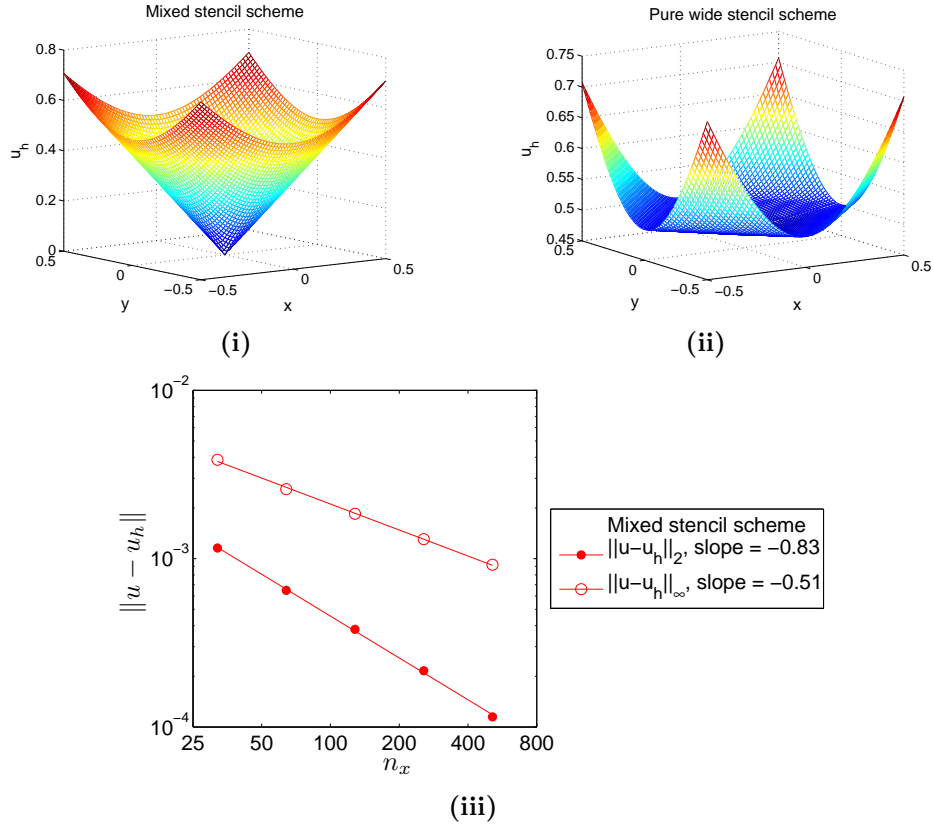 Mixed stencil scheme
0.8
0.6
0.4
0.2
0
u_h
0.5
0
−0.5
y
−0.5
0
0.5
x
(i)
Pure wide stencil scheme
0.75
0.7
0.65
0.6
0.55
0.5
0.45
u_h
0.5
0
−0.5
y
−0.5
0
0.5
x
(ii)
10^−2
10^−3
10^−4
||u − u_h||
25 50 100 200 400 800
n_x
Mixed stencil scheme
||u−u_h||_2, slope = −0.83
||u−u_h||_∞, slope = −0.51
(iii)